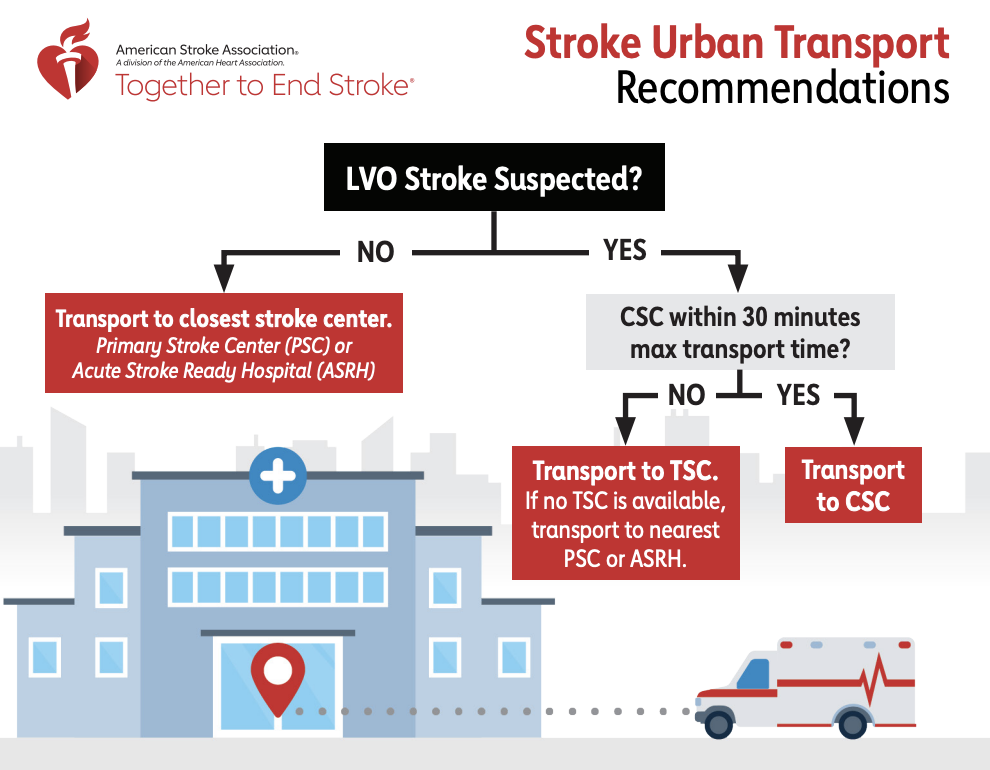 American Stroke Association®
A division of the American Heart Association.
Together to End Stroke®
Stroke Urban Transport
Recommendations
LVO Stroke Suspected?
NO
YES
Transport to closest stroke center.
Primary Stroke Center (PSC) or
Acute Stroke Ready Hospital (ASRH)
CSC within 30 minutes
max transport time?
NO
YES
Transport to TSC.
If no TSC is available,
transport to nearest
PSC or ASRH.
Transport
to CSC